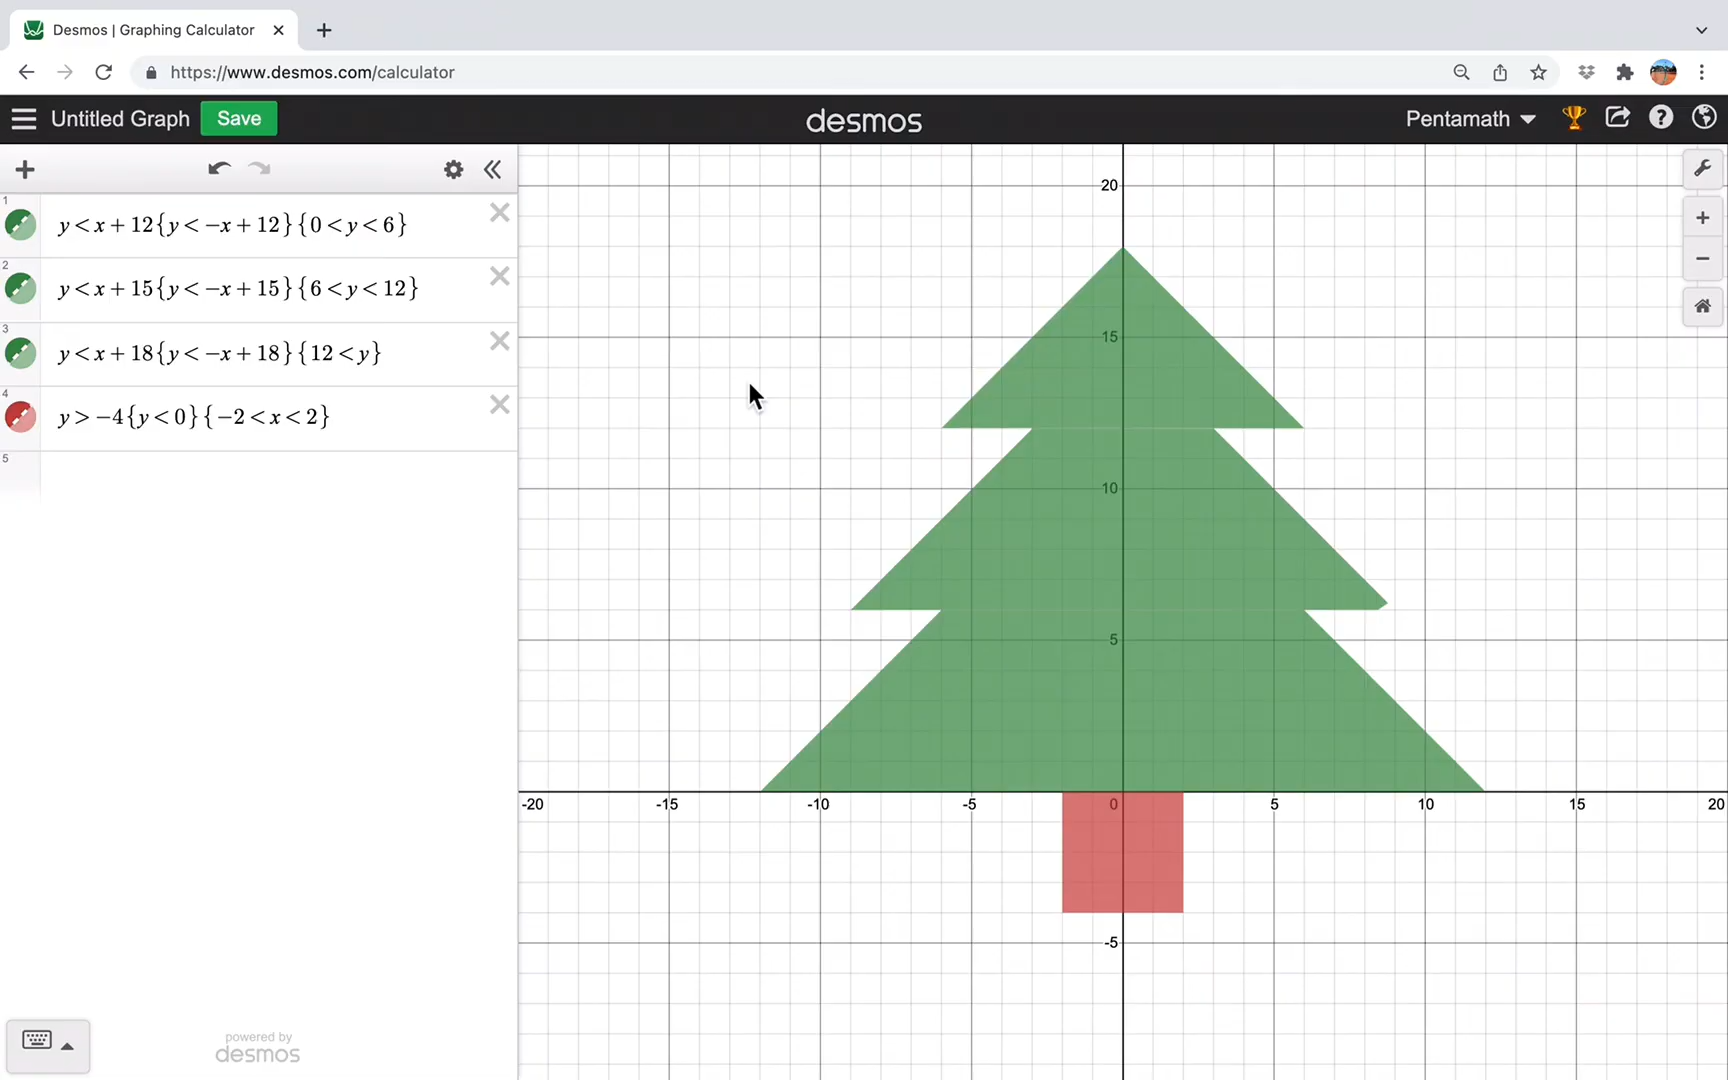 Desmos | Graphing Calculator
https://www.desmos.com/calculator
Untitled Graph Save desmos Pentamath
1 y<x+12{y<−x+12}{0<y<6}
2 y<x+15{y<−x+15}{6<y<12}
3 y<x+18{y<−x+18}{12<y}
4 y>−4{y<0}{−2<x<2}
5
20
15
10
5
-20 -15 -10 -5 0 5 10 15 20
-5
powered by
desmos